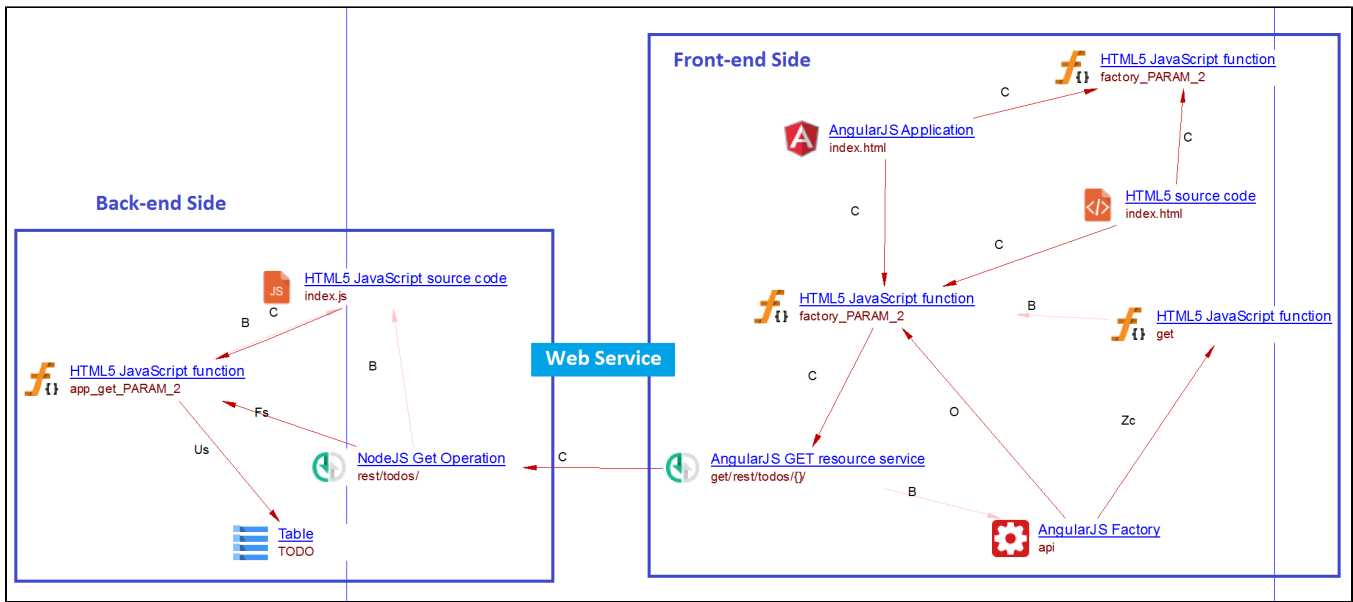 Front-end Side
HTML5 JavaScript function
factory_PARAM_2
C
AngularJS Application
index.html
C
HTML5 source code
index.html
C
C
Back-end Side
HTML5 JavaScript source code
index.js
C
B
HTML5 JavaScript function
factory_PARAM_2
B
HTML5 JavaScript function
get
Web Service
HTML5 JavaScript function
app_get_PARAM_2
B
C
Fs
O
Zc
Us
NodeJS Get Operation
rest/todos/
C
AngularJS GET resource service
get/rest/todos/{}/
B
Table
TODO
AngularJS Factory
api